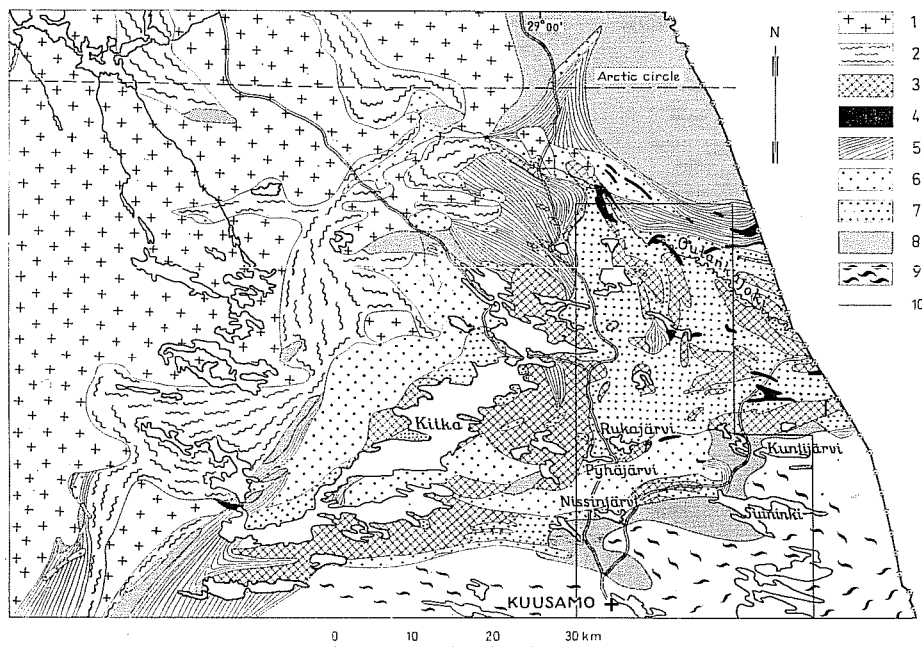 29°00'
N
Arctic circle
Oulankajoki
Kitka
Rukajärvi
Pyhäjärvi
Kuntijärvi
Nissinjärvi
KUUSAMO
0 10 20 30 km
1
2
3
4
5
6
7
8
9
10